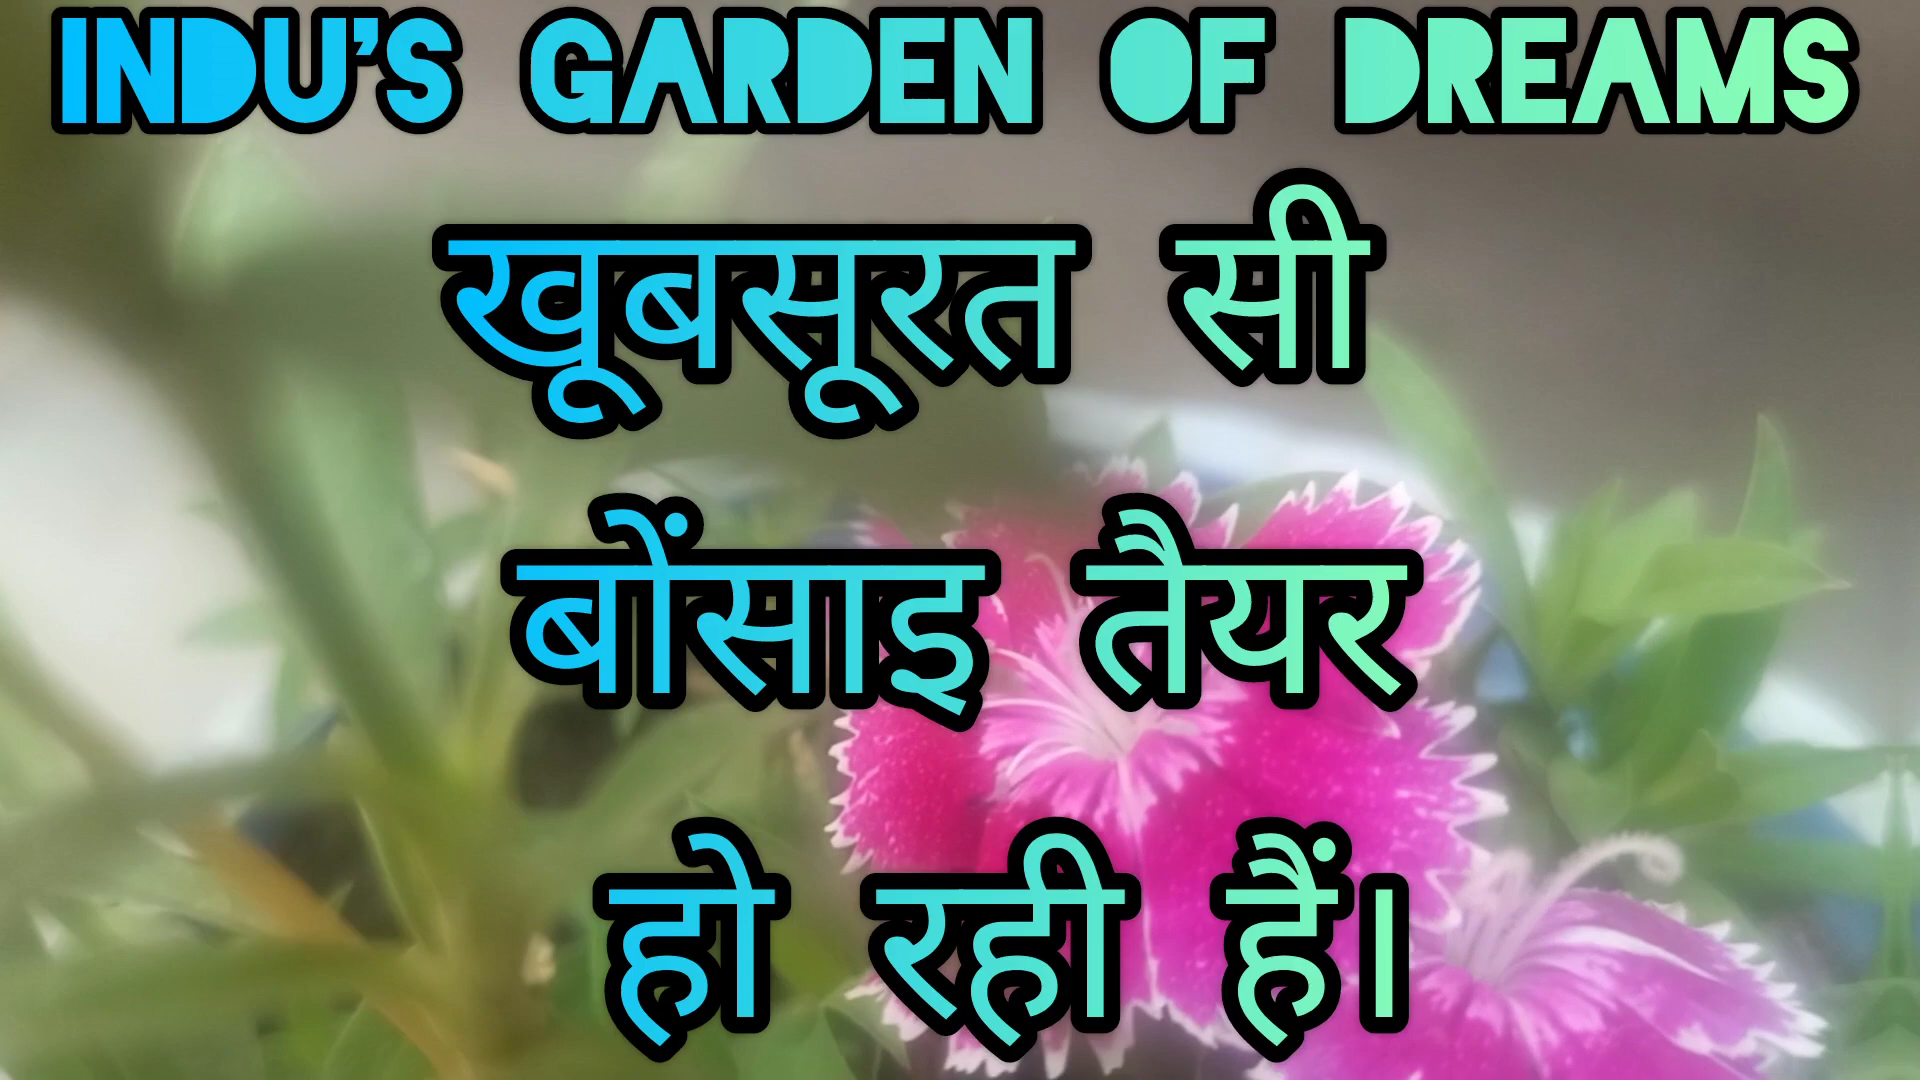 INDU'S GARDEN OF DREAMS
खूबसूरत सी
बोंसाइ तैयर
हो रही हैं।